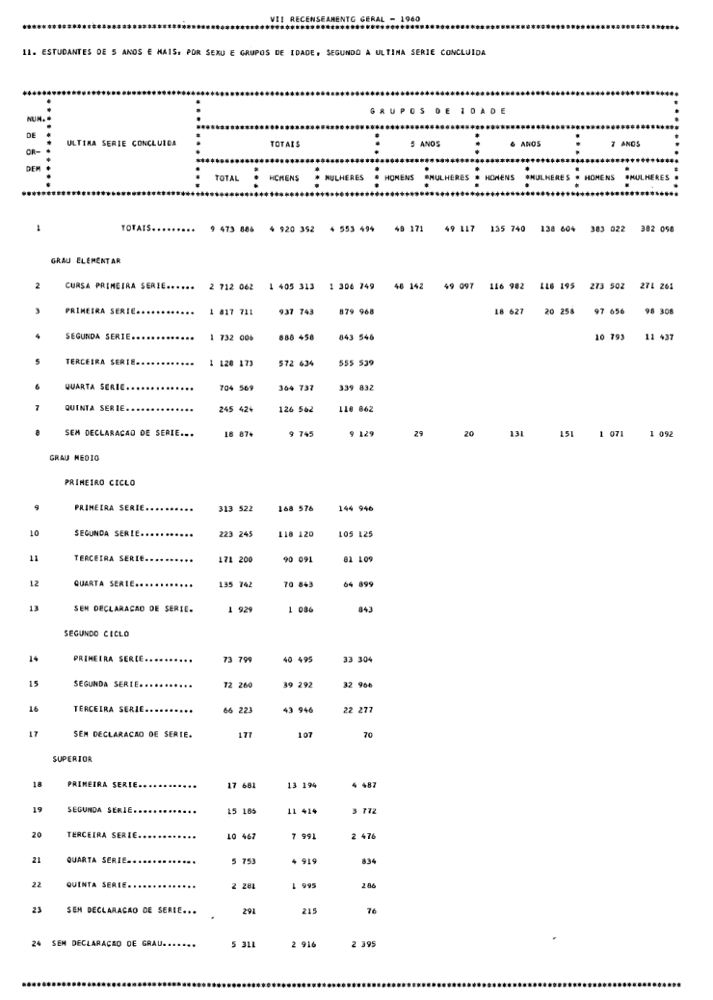 VII RECENSEAMENTO GERAL - 1960
11. ESTUDANTES DE 5 ANOS E MAIS, POR SEXO E GRUPOS DE IDADE, SEGUNDO A ULTIMA SERIE CONCLUIDA
NUM. DE OR- DEM
ULTIMA SERIE CONCLUIDA
G R U P O S D E I D A D E
TOTAIS 5 ANOS 6 ANOS 7 ANOS
TOTAL * HOMENS * MULHERES * HOMENS *MULHERES * HOMENS *MULHERES * HOMENS *MULHERES *
1 TOTAIS......... 9 473 886 4 920 392 4 553 494 48 171 49 117 135 740 138 604 383 022 382 098
GRAU ELEMENTAR
2 CURSA PRIMEIRA SERIE...... 2 712 062 1 405 313 1 306 749 48 142 49 097 116 982 118 195 273 502 271 261
3 PRIMEIRA SERIE............ 1 817 711 937 743 879 968 18 627 20 258 97 656 98 308
4 SEGUNDA SERIE............. 1 732 006 888 458 843 546 10 793 11 437
5 TERCEIRA SERIE............ 1 128 173 572 634 555 539
6 QUARTA SERIE.............. 704 569 364 737 339 832
7 QUINTA SERIE.............. 245 424 126 562 118 862
8 SEM DECLARAÇAO DE SERIE... 18 874 9 745 9 129 29 20 131 151 1 071 1 092
GRAU MEDIO
PRIMEIRO CICLO
9 PRIMEIRA SERIE.......... 313 522 168 576 144 946
10 SEGUNDA SERIE........... 223 245 118 120 105 125
11 TERCEIRA SERIE.......... 171 200 90 091 81 109
12 QUARTA SERIE............ 135 742 70 843 64 899
13 SEM DECLARAÇAO DE SERIE. 1 929 1 086 843
SEGUNDO CICLO
14 PRIMEIRA SERIE.......... 73 799 40 495 33 304
15 SEGUNDA SERIE........... 72 260 39 292 32 966
16 TERCEIRA SERIE.......... 66 223 43 946 22 277
17 SEM DECLARAÇAO DE SERIE. 177 107 70
SUPERIOR
18 PRIMEIRA SERIE............ 17 681 13 194 4 487
19 SEGUNDA SERIE............. 15 186 11 414 3 772
20 TERCEIRA SERIE............ 10 467 7 991 2 476
21 QUARTA SERIE.............. 5 753 4 919 834
22 QUINTA SERIE.............. 2 281 1 995 286
23 SEM DECLARAÇAO DE SERIE... 291 215 76
24 SEM DECLARAÇAO DE GRAU....... 5 311 2 916 2 395